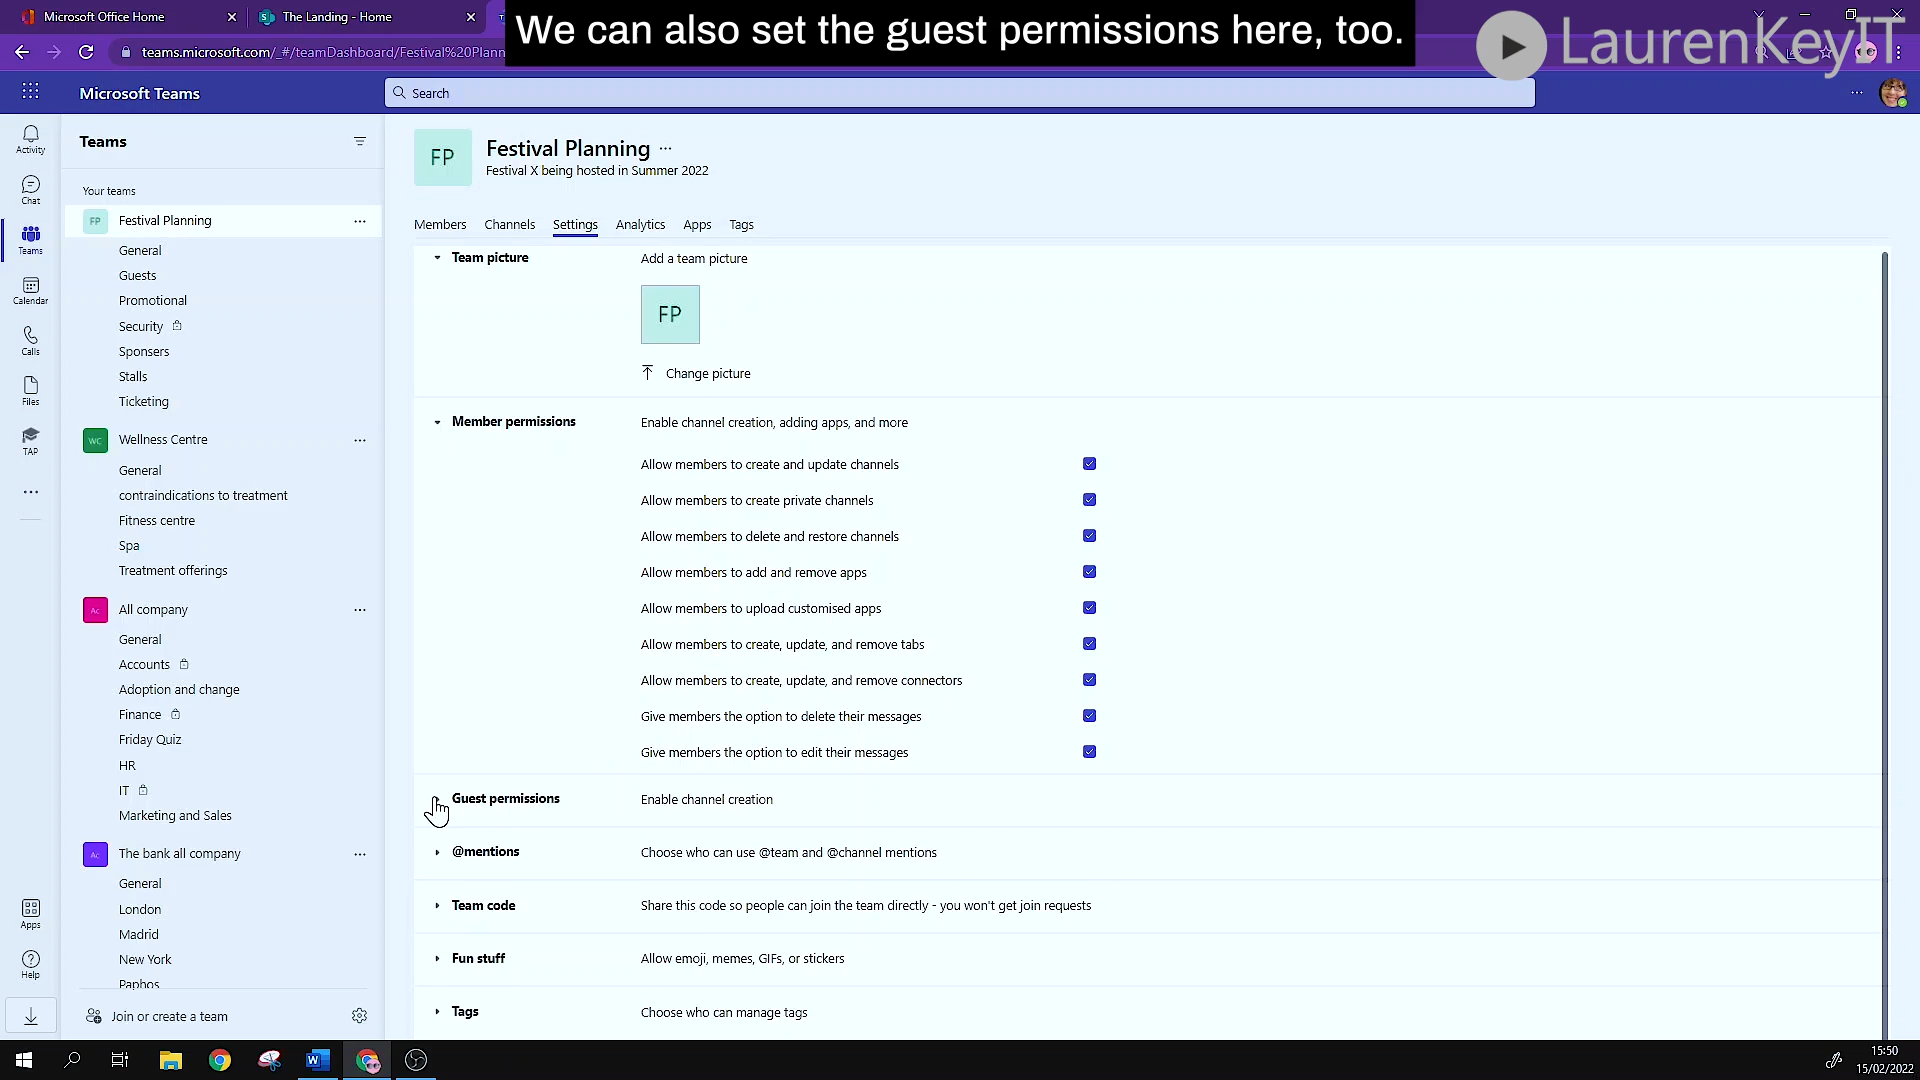 Microsoft Office Home
The Landing - Home
We can also set the guest permissions here, too.
LaurenKeyIT
teams.microsoft.com/_#/teamDashboard/Festival%20Plann
Microsoft Teams
Search
Activity
Chat
Teams
Calendar
Calls
Files
TAP
Apps
Help
Teams
Your teams
FP Festival Planning
General
Guests
Promotional
Security
Sponsers
Stalls
Ticketing
WC Wellness Centre
General
contraindications to treatment
Fitness centre
Spa
Treatment offerings
Ac All company
General
Accounts
Adoption and change
Finance
Friday Quiz
HR
IT
Marketing and Sales
Ac The bank all company
General
London
Madrid
New York
Paphos
Join or create a team
FP
Festival Planning
Festival X being hosted in Summer 2022
Members Channels Settings Analytics Apps Tags
Team picture Add a team picture
FP
Change picture
Member permissions Enable channel creation, adding apps, and more
Allow members to create and update channels
Allow members to create private channels
Allow members to delete and restore channels
Allow members to add and remove apps
Allow members to upload customised apps
Allow members to create, update, and remove tabs
Allow members to create, update, and remove connectors
Give members the option to delete their messages
Give members the option to edit their messages
Guest permissions Enable channel creation
@mentions Choose who can use @team and @channel mentions
Team code Share this code so people can join the team directly - you won't get join requests
Fun stuff Allow emoji, memes, GIFs, or stickers
Tags Choose who can manage tags
15:50
15/02/2022